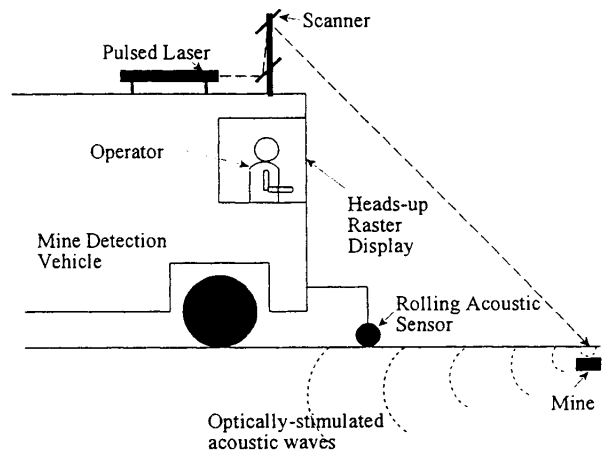 Scanner
Pulsed Laser
Operator
Heads-up
Raster
Display
Mine Detection
Vehicle
Rolling Acoustic
Sensor
Mine
Optically-stimulated
acoustic waves